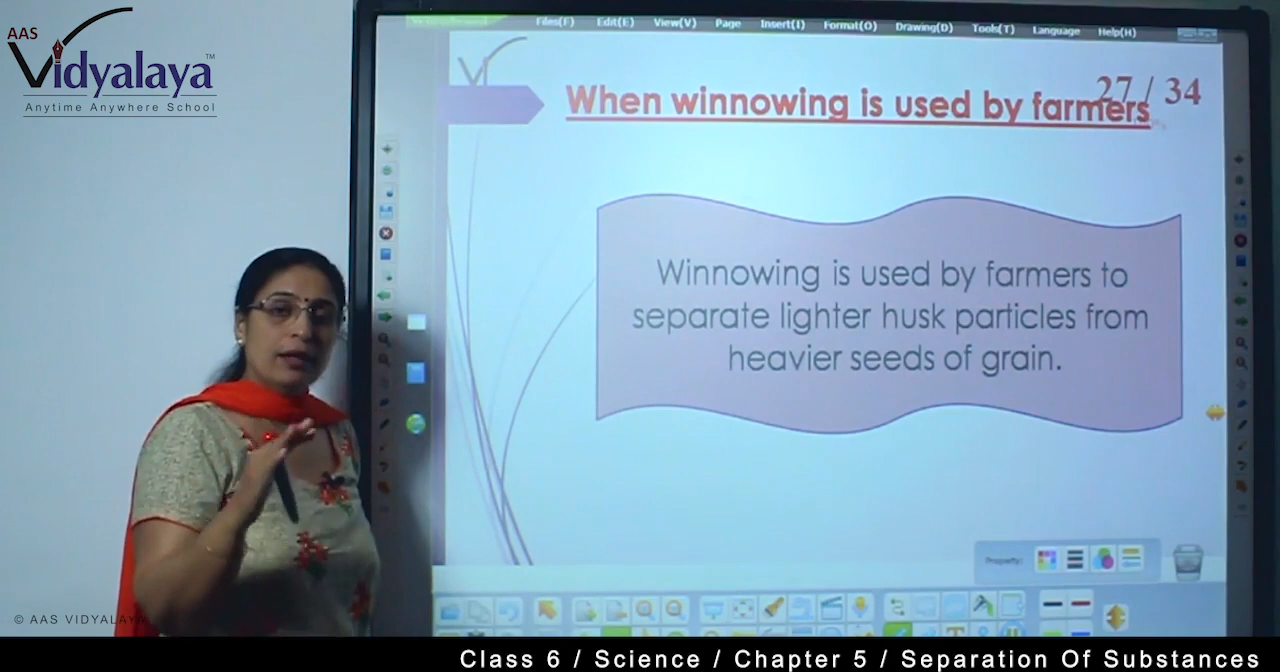 AAS
Vidyalaya™
Anytime Anywhere School
Files(F) Edit(E) View(V) Page Insert(I) Format(O) Drawing(D) Tools(T) Language Help(H)
27 / 34
When winnowing is used by farmers
Winnowing is used by farmers to
separate lighter husk particles from
heavier seeds of grain.
Property:
© AAS VIDYALAYA
Class 6 / Science / Chapter 5 / Separation Of Substances